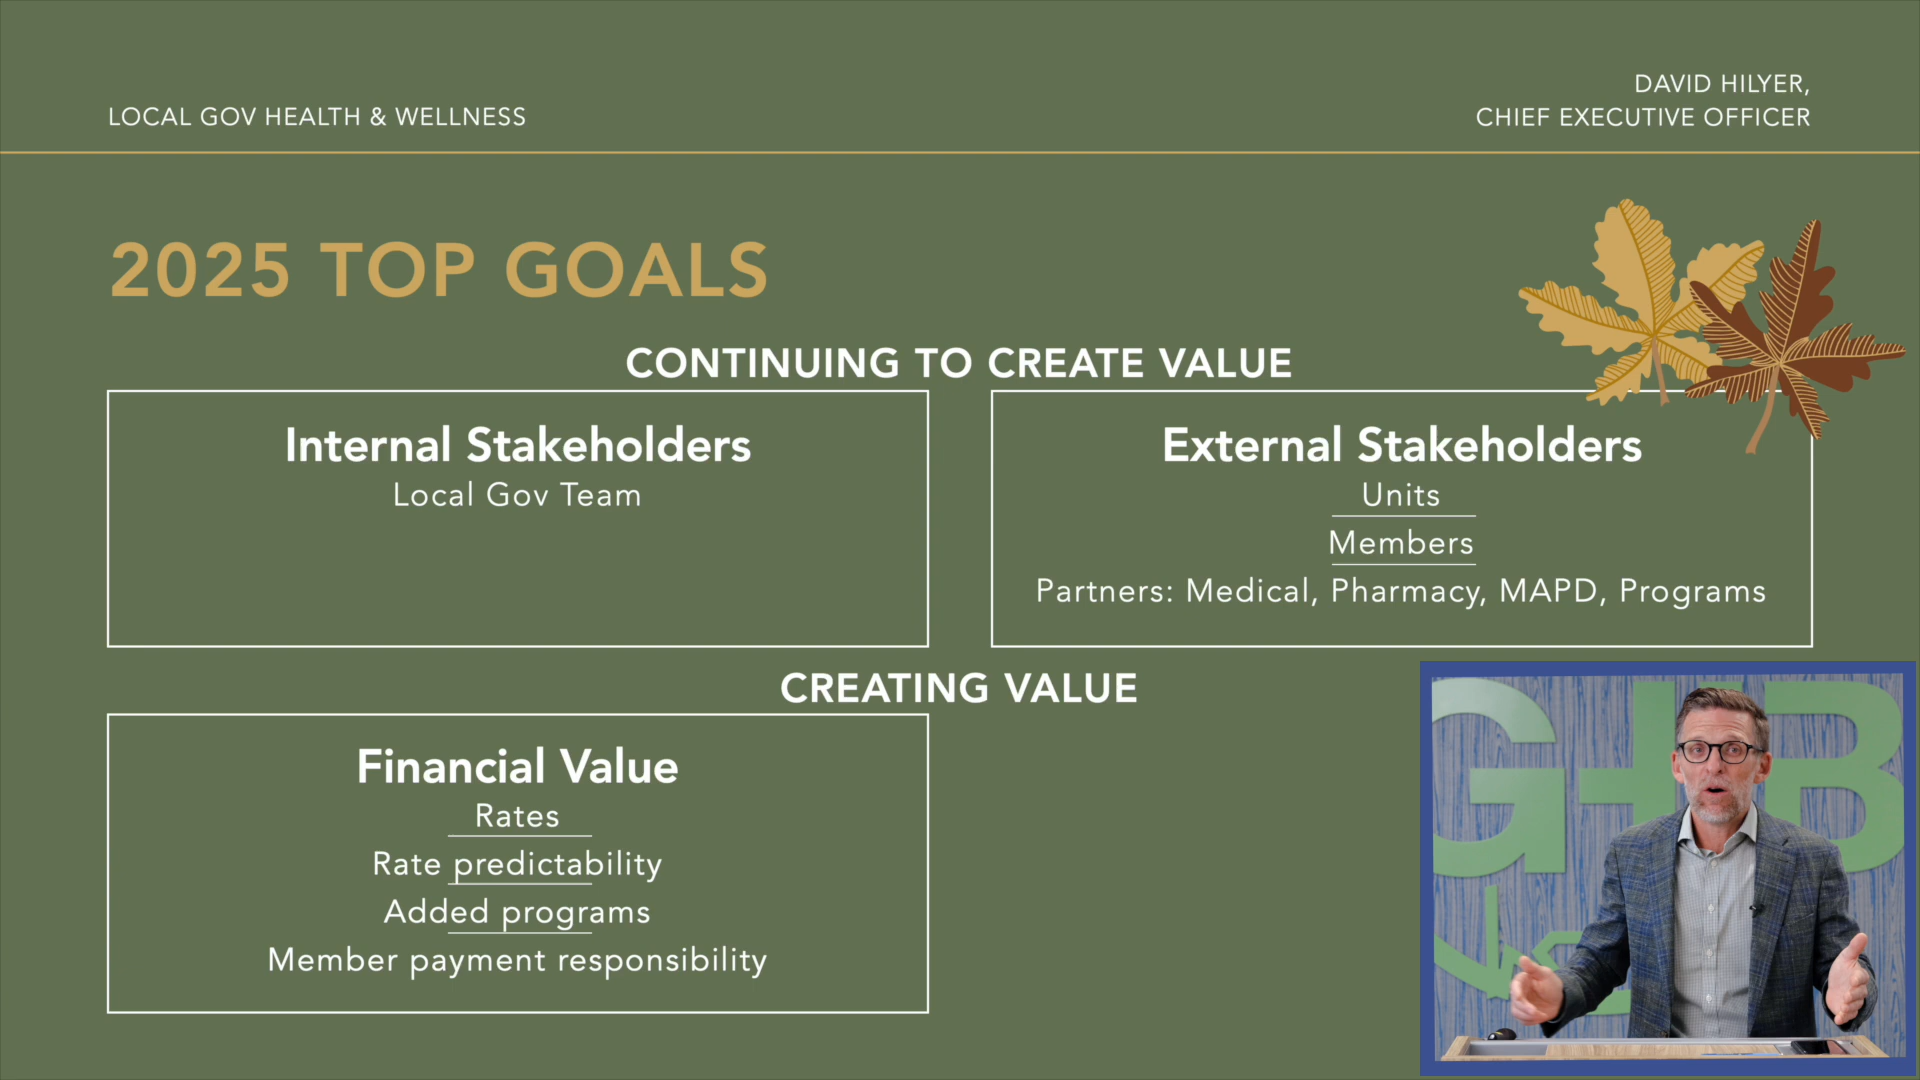 LOCAL GOV HEALTH & WELLNESS
DAVID HILYER,
CHIEF EXECUTIVE OFFICER
2025 TOP GOALS
CONTINUING TO CREATE VALUE
Internal Stakeholders
Local Gov Team
External Stakeholders
Units
Members
Partners: Medical, Pharmacy, MAPD, Programs
CREATING VALUE
Financial Value
Rates
Rate predictability
Added programs
Member payment responsibility
G+B